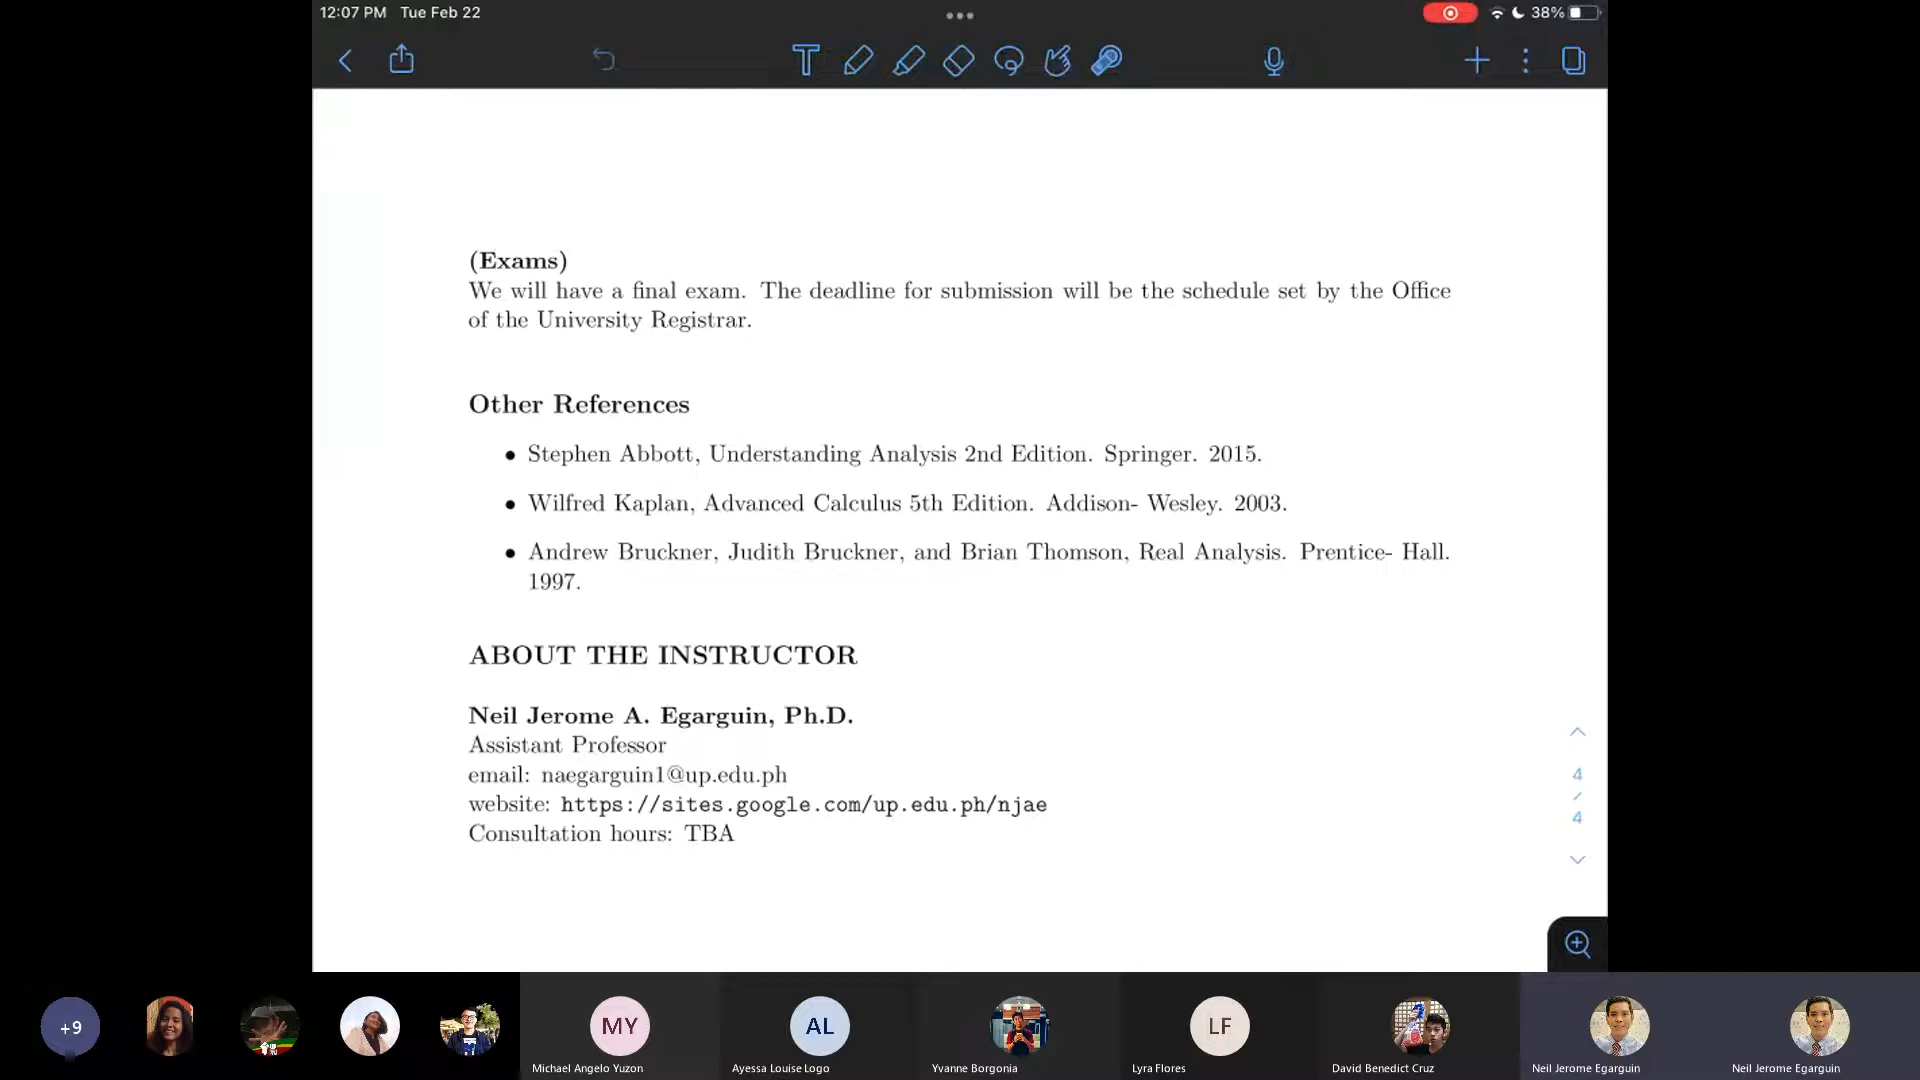 12:07 PM Tue Feb 22
38%
(Exams)
We will have a final exam. The deadline for submission will be the schedule set by the Office
of the University Registrar.
Other References
• Stephen Abbott, Understanding Analysis 2nd Edition. Springer. 2015.
• Wilfred Kaplan, Advanced Calculus 5th Edition. Addison- Wesley. 2003.
• Andrew Bruckner, Judith Bruckner, and Brian Thomson, Real Analysis. Prentice- Hall.
1997.
ABOUT THE INSTRUCTOR
Neil Jerome A. Egarguin, Ph.D.
Assistant Professor
email: naegarguin1@up.edu.ph
website: https://sites.google.com/up.edu.ph/njae
Consultation hours: TBA
4
/
4
+9
MY
AL
LF
Michael Angelo Yuzon
Ayessa Louise Logo
Yvanne Borgonia
Lyra Flores
David Benedict Cruz
Neil Jerome Egarguin
Neil Jerome Egarguin